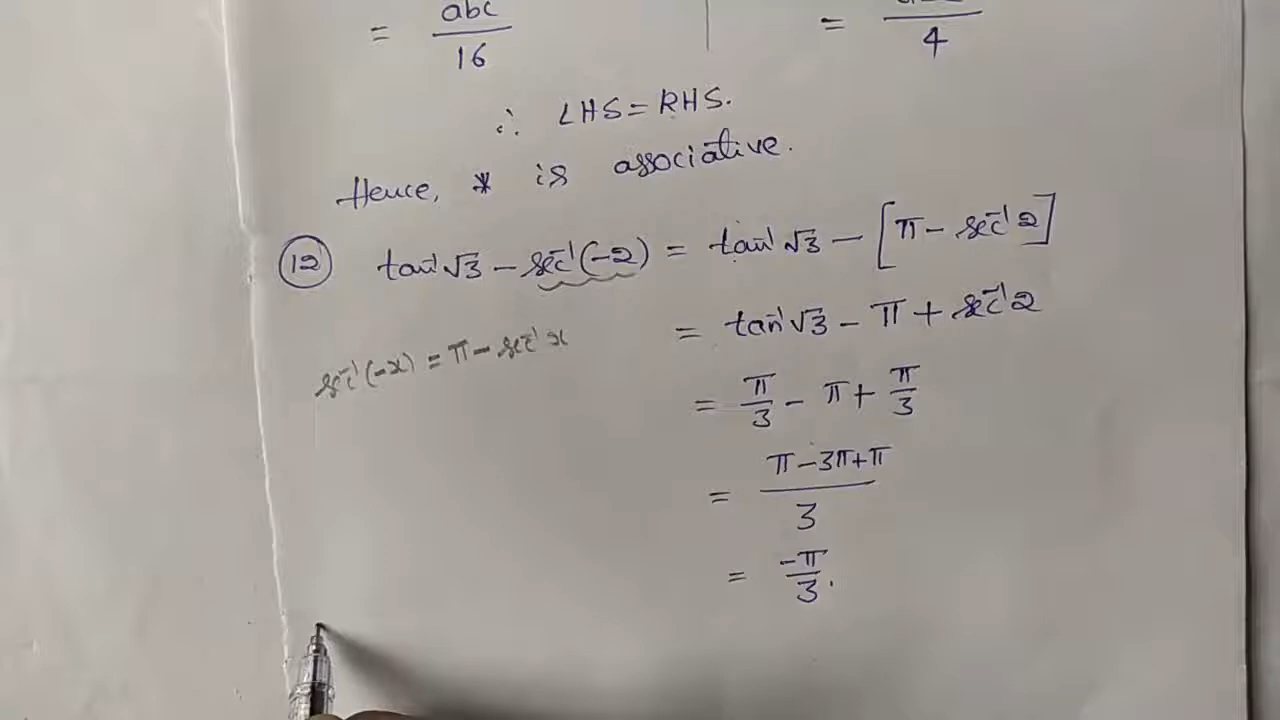 = abc/16 = /4
∴ LHS = RHS.
Hence, * is associative.
(12) tan⁻¹√3 − sec⁻¹(−2) = tan⁻¹√3 − [π − sec⁻¹2]
= tan⁻¹√3 − π + sec⁻¹2
sec⁻¹(−x) = π − sec⁻¹x
= π/3 − π + π/3
= π−3π+π/3
= −π/3.